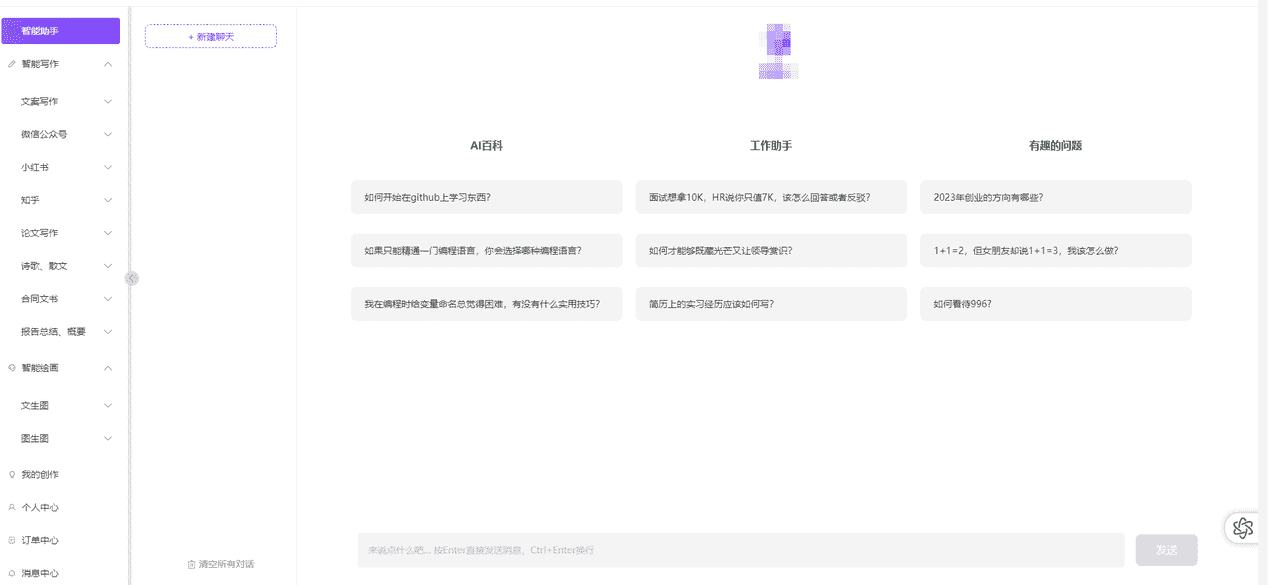 智能助手
智能写作
文案写作
微信公众号
小红书
知乎
论文写作
诗歌、散文
合同文书
报告总结、概要
智能绘画
文生图
图生图
我的创作
个人中心
订单中心
消息中心
+ 新建聊天
清空所有对话
AI百科
如何开始在github上学习东西?
如果只能精通一门编程语言，你会选择哪种编程语言?
我在编程时给变量命名总觉得困难，有没有什么实用技巧?
工作助手
面试想拿10K，HR说你只值7K，该怎么回答或者反驳?
如何才能够既藏光芒又让领导赏识?
简历上的实习经历应该如何写?
有趣的问题
2023年创业的方向有哪些?
1+1=2，但女朋友却说1+1=3，我该怎么做?
如何看待996?
来说点什么吧... 按Enter直接发送消息，Ctrl+Enter换行
发送